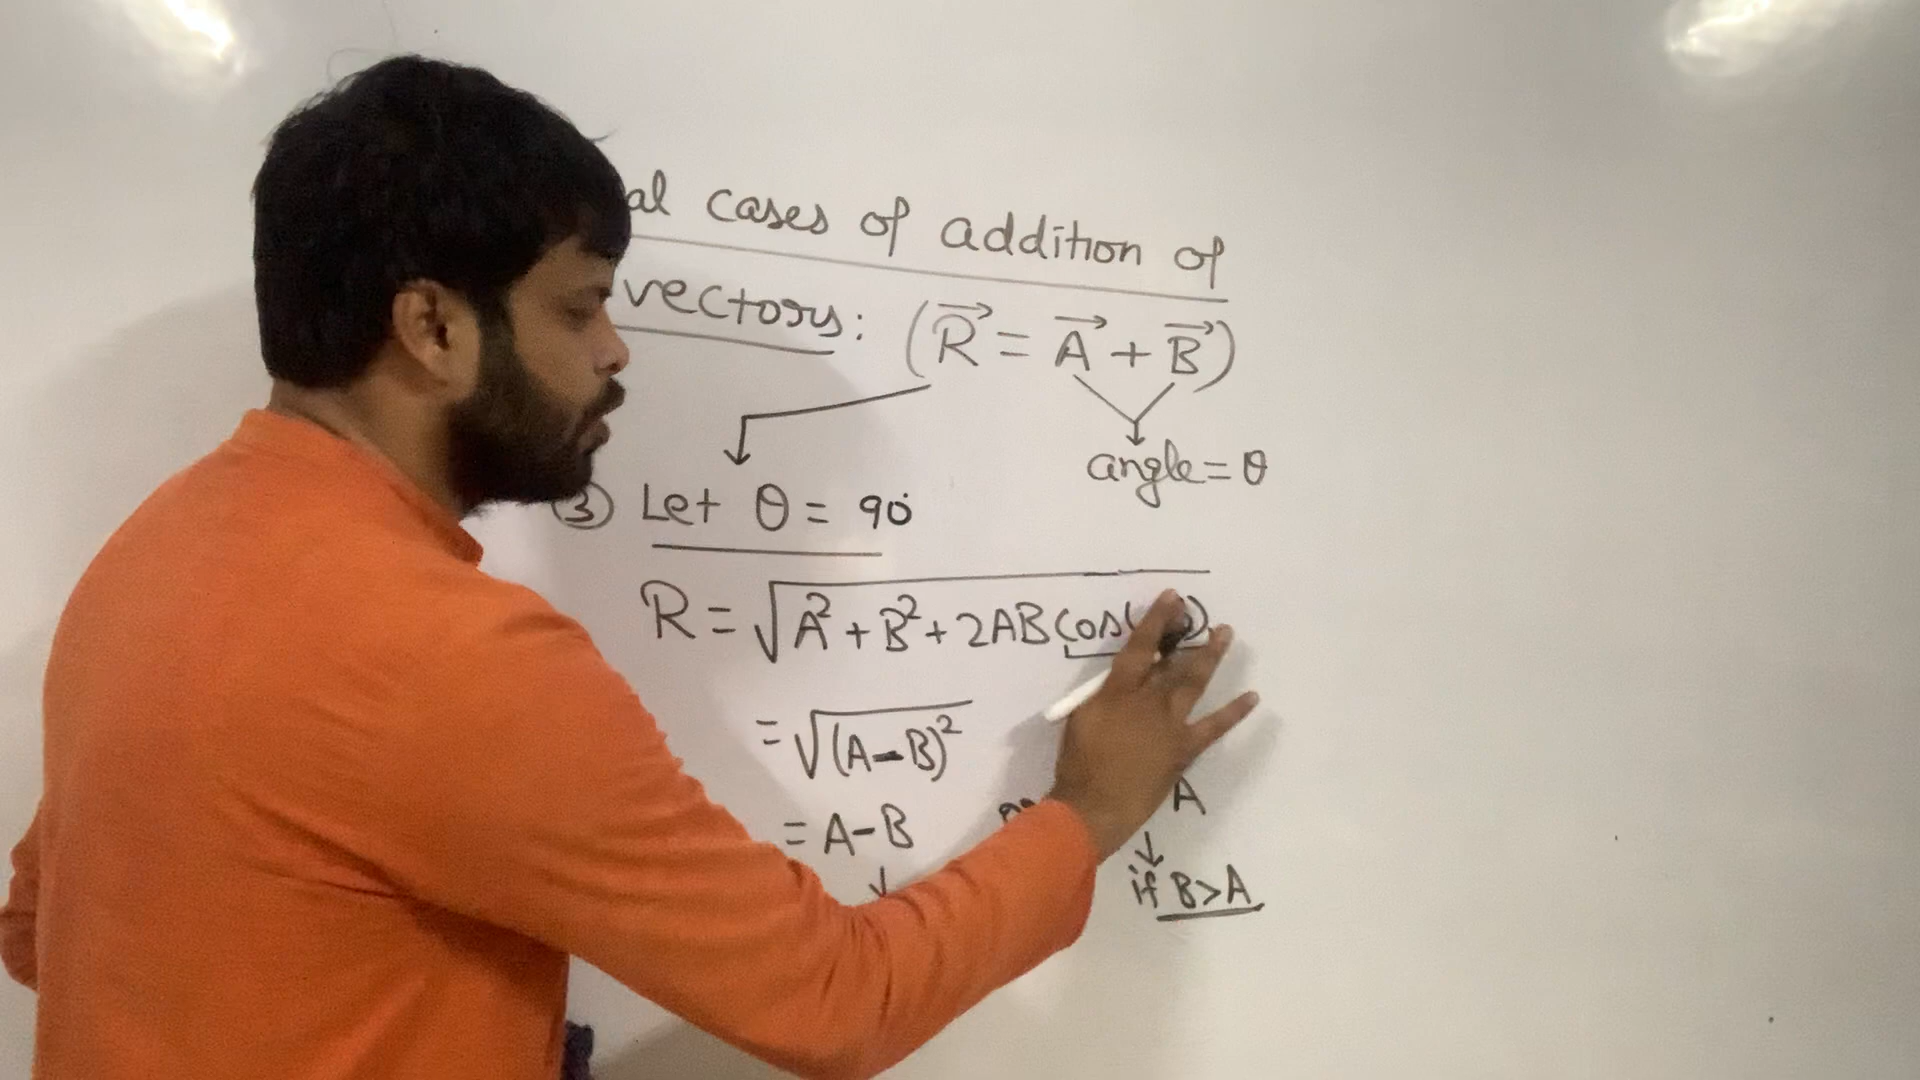 al cases of addition of
vectors: (R⃗ = A⃗ + B⃗)
angle = θ
③ Let θ = 90°
R = √(A² + B² + 2AB cos(
= √((A-B)²)
= A-B
A
↓
↓
if B>A